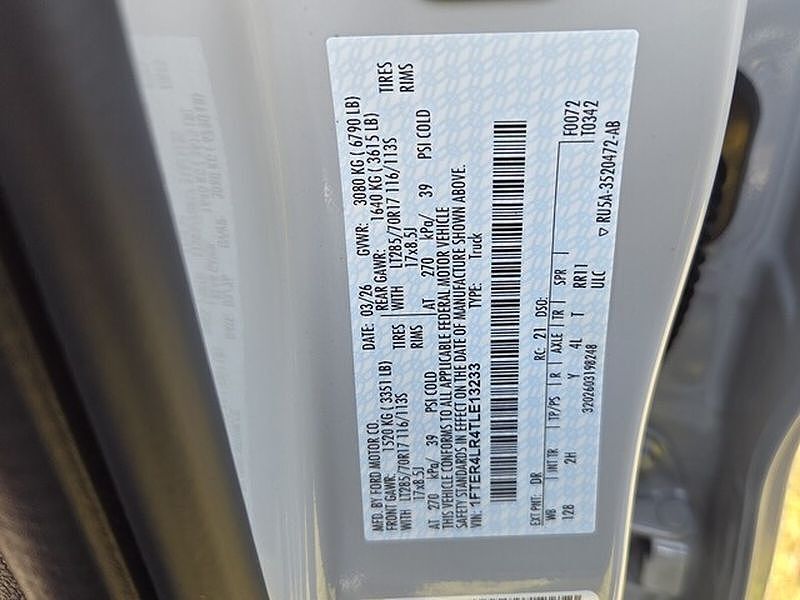 MFD. BY FORD MOTOR CO. DATE: 03/26 GVWR: 3080 KG ( 6790 LB)
FRONT GAWR: 1520 KG ( 3351 LB) REAR GAWR: 1640 KG ( 3615 LB)
WITH LT285/70R17 116/113S TIRES WITH LT285/70R17 116/113S TIRES
17x8.5J RIMS 17x8.5J RIMS
AT 270 kPa/ 39 PSI COLD AT 270 kPa/ 39 PSI COLD
THIS VEHICLE CONFORMS TO ALL APPLICABLE FEDERAL MOTOR VEHICLE
SAFETY STANDARDS IN EFFECT ON THE DATE OF MANUFACTURE SHOWN ABOVE.
VIN: 1FTER4LR4TLE13233 TYPE: Truck
EXT PNT: DR RC: 21 DSO: F0072
WB INT TR TP/PS R AXLE TR SPR T0342
128 2H Y 4L T RR11
ULC
3202603198248 ▽ RU5A-3520472-AB